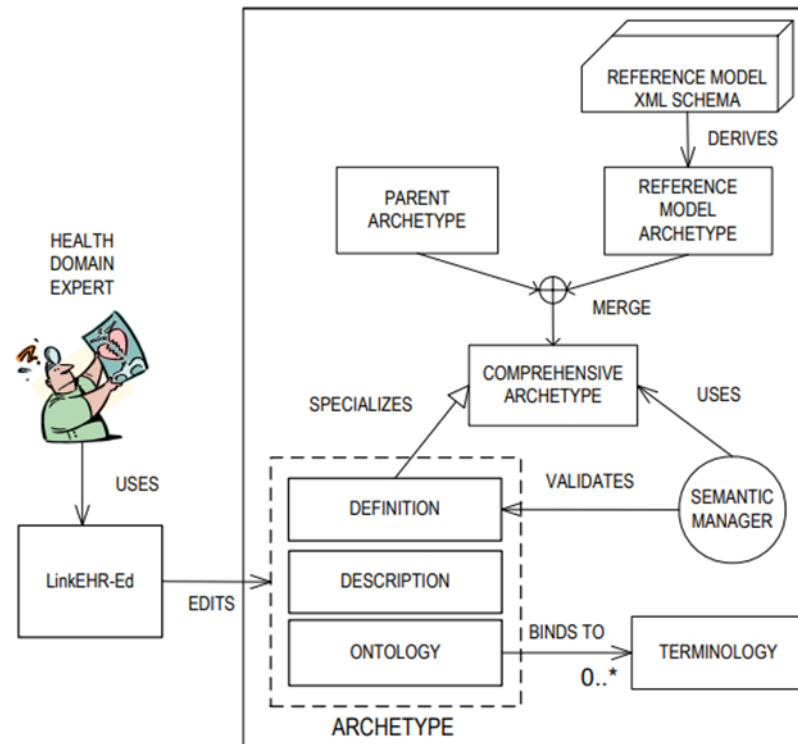 REFERENCE MODEL
XML SCHEMA
DERIVES
PARENT
ARCHETYPE
REFERENCE
MODEL
ARCHETYPE
HEALTH
DOMAIN
EXPERT
MERGE
COMPREHENSIVE
ARCHETYPE
SPECIALIZES
USES
USES
DEFINITION
VALIDATES
SEMANTIC
MANAGER
LinkEHR-Ed
EDITS
DESCRIPTION
ONTOLOGY
BINDS TO
0..*
TERMINOLOGY
ARCHETYPE